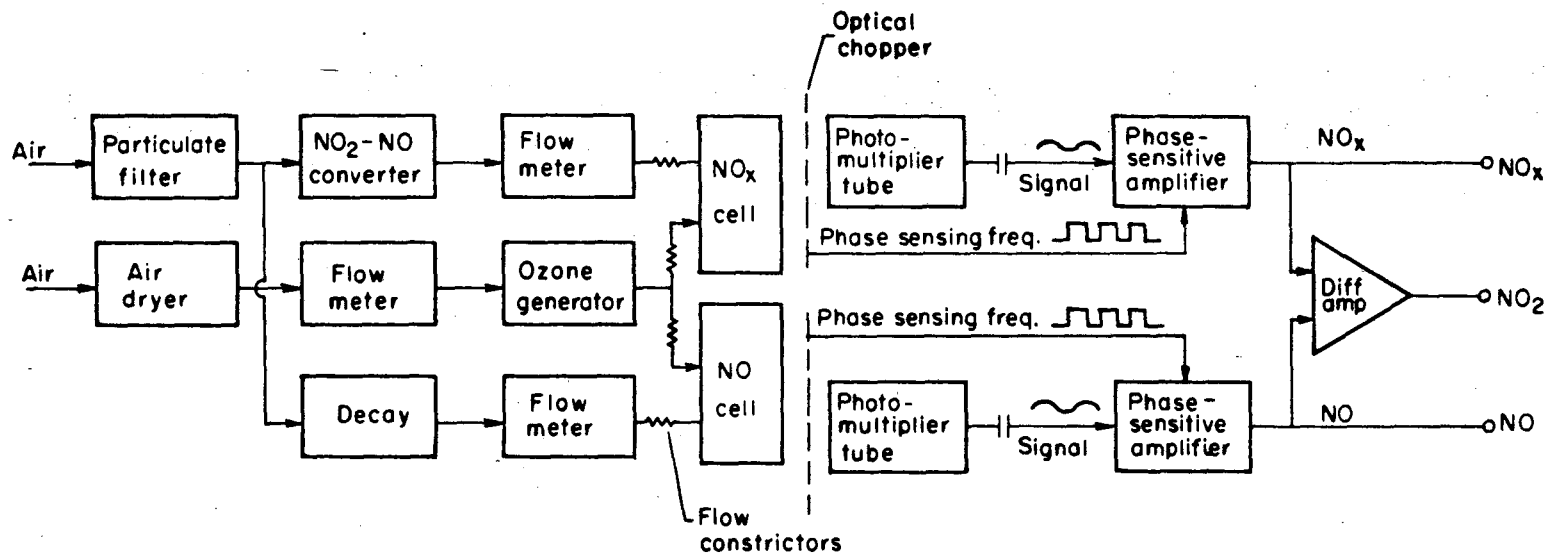 Optical
chopper
Air
Particulate
filter
NO₂-NO
converter
Flow
meter
NOx
cell
Photo-
multiplier
tube
Signal
Phase-
sensitive
amplifier
NOx
NOx
Phase sensing freq.
Air
Air
dryer
Flow
meter
Ozone
generator
Diff
amp
NO₂
Phase sensing freq.
Decay
Flow
meter
NO
cell
Photo-
multiplier
tube
Signal
Phase-
sensitive
amplifier
NO
NO
Flow
constrictors